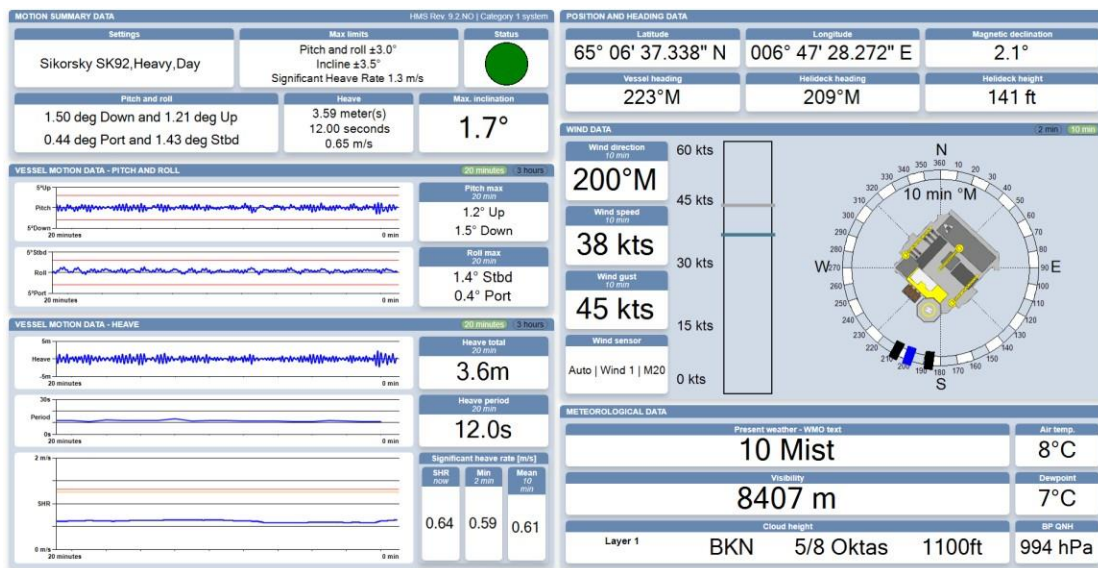 MOTION SUMMARY DATA
HMS Rev. 9.2.NO | Category 1 system
Settings
Sikorsky SK92,Heavy,Day
Max limits
Pitch and roll ±3.0°
Incline ±3.5°
Significant Heave Rate 1.3 m/s
Status
Pitch and roll
1.50 deg Down and 1.21 deg Up
0.44 deg Port and 1.43 deg Stbd
Heave
3.59 meter(s)
12.00 seconds
0.65 m/s
Max. inclination
1.7°
VESSEL MOTION DATA - PITCH AND ROLL
20 minutes
3 hours
5°Up
Pitch
5°Down
20 minutes
0 min
Pitch max
20 min
1.2° Up
1.5° Down
5°Stbd
Roll
5°Port
20 minutes
0 min
Roll max
20 min
1.4° Stbd
0.4° Port
VESSEL MOTION DATA - HEAVE
20 minutes
3 hours
5m
Heave
-5m
20 minutes
0 min
Heave total
20 min
3.6m
30s
Period
0s
20 minutes
0 min
Heave period
20 min
12.0s
2 m/s
SHR
0 m/s
20 minutes
0 min
Significant heave rate [m/s]
SHR
now
0.64
Min
2 min
0.59
Mean
10
min
0.61
POSITION AND HEADING DATA
Latitude
65° 06' 37.338" N
Longitude
006° 47' 28.272" E
Magnetic declination
2.1°
Vessel heading
223°M
Helideck heading
209°M
Helideck height
141 ft
WIND DATA
2 min
10 min
Wind direction
10 min
200°M
Wind speed
10 min
38 kts
Wind gust
10 min
45 kts
Wind sensor
Auto | Wind 1 | M20
60 kts
45 kts
30 kts
15 kts
0 kts
N
10 min °M
W
E
S
360
10
20
30
40
50
60
70
80
90
100
110
120
130
140
150
160
170
180
190
200
210
220
230
240
250
260
270
280
290
300
310
320
330
340
350
METEOROLOGICAL DATA
Present weather - WMO text
10 Mist
Air temp.
8°C
Visibility
8407 m
Dewpoint
7°C
Cloud height
Layer 1
BKN
5/8 Oktas
1100ft
BP QNH
994 hPa